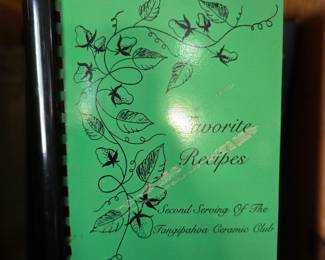 Favorite
Recipes
Second Serving Of The
Tangipahoa Ceramic Club